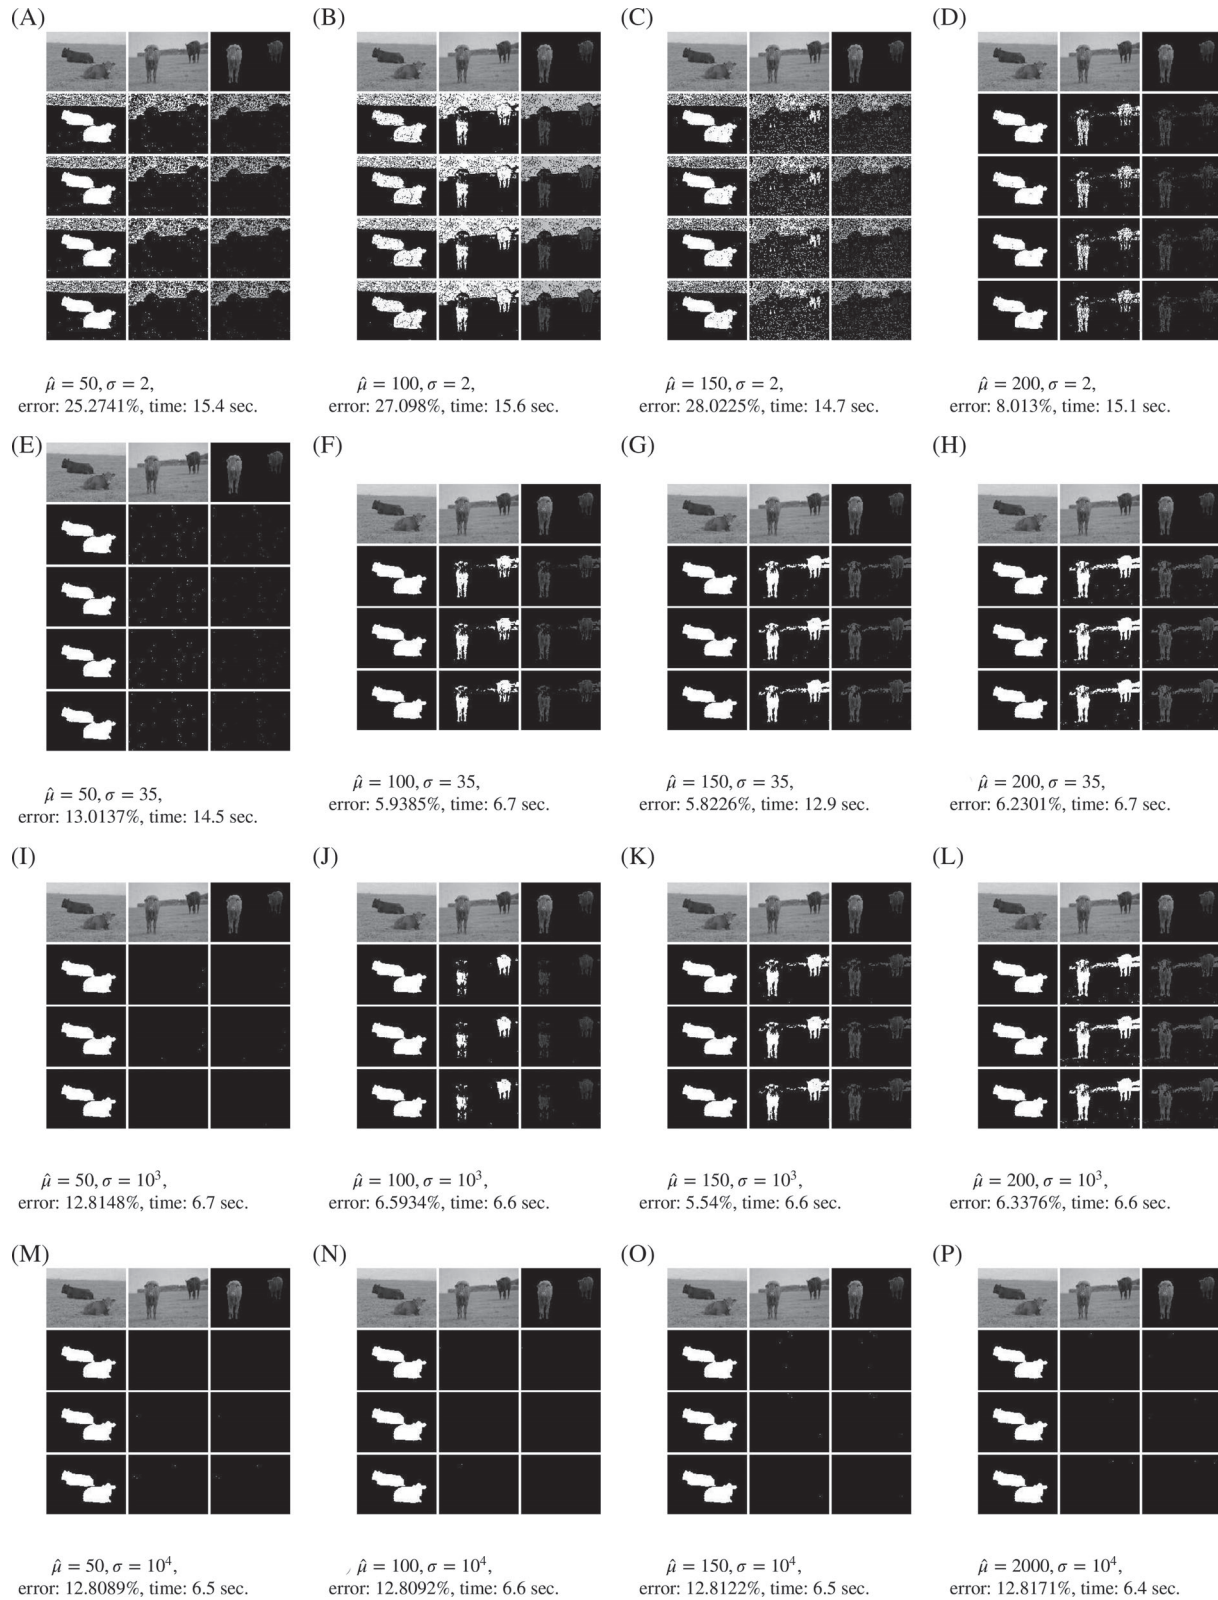 (A)
(B)
(C)
(D)
μ̂ = 50, σ = 2,
error: 25.2741%, time: 15.4 sec.
μ̂ = 100, σ = 2,
error: 27.098%, time: 15.6 sec.
μ̂ = 150, σ = 2,
error: 28.0225%, time: 14.7 sec.
μ̂ = 200, σ = 2,
error: 8.013%, time: 15.1 sec.
(E)
(F)
(G)
(H)
μ̂ = 50, σ = 35,
error: 13.0137%, time: 14.5 sec.
μ̂ = 100, σ = 35,
error: 5.9385%, time: 6.7 sec.
μ̂ = 150, σ = 35,
error: 5.8226%, time: 12.9 sec.
μ̂ = 200, σ = 35,
error: 6.2301%, time: 6.7 sec.
(I)
(J)
(K)
(L)
μ̂ = 50, σ = 10³,
error: 12.8148%, time: 6.7 sec.
μ̂ = 100, σ = 10³,
error: 6.5934%, time: 6.6 sec.
μ̂ = 150, σ = 10³,
error: 5.54%, time: 6.6 sec.
μ̂ = 200, σ = 10³,
error: 6.3376%, time: 6.6 sec.
(M)
(N)
(O)
(P)
μ̂ = 50, σ = 10⁴,
error: 12.8089%, time: 6.5 sec.
μ̂ = 100, σ = 10⁴,
error: 12.8092%, time: 6.6 sec.
μ̂ = 150, σ = 10⁴,
error: 12.8122%, time: 6.5 sec.
μ̂ = 2000, σ = 10⁴,
error: 12.8171%, time: 6.4 sec.